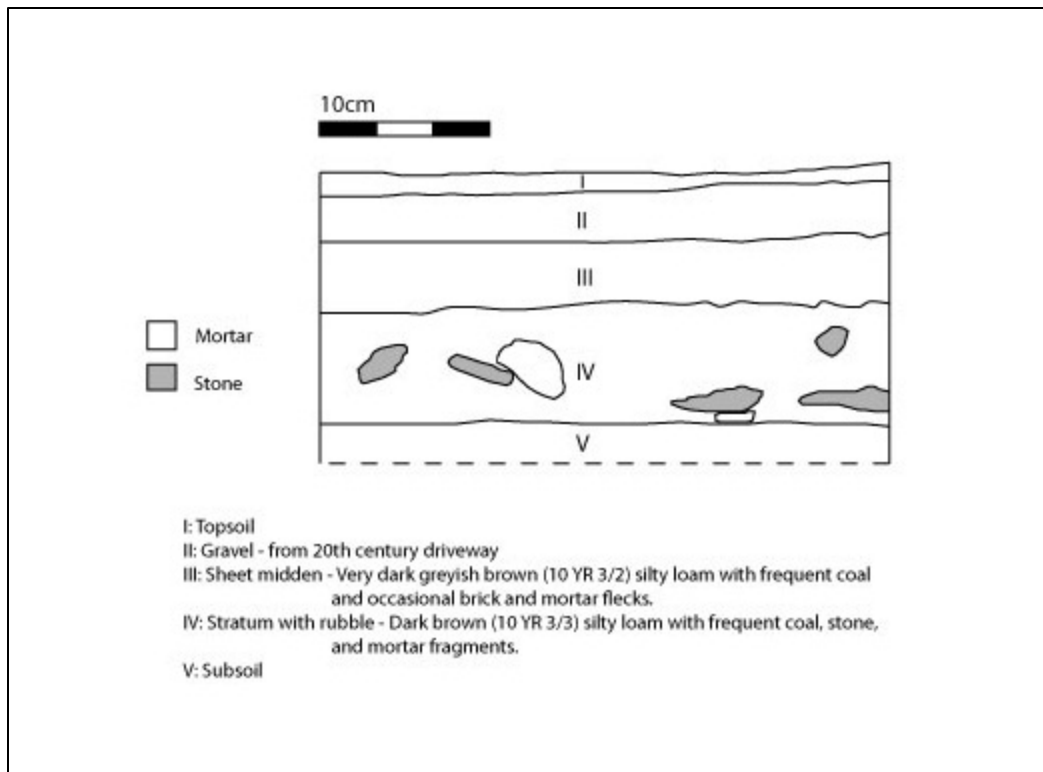 10cm
I
II
III
Mortar
Stone
IV
V
I: Topsoil
II: Gravel - from 20th century driveway
III: Sheet midden - Very dark greyish brown (10 YR 3/2) silty loam with frequent coal
and occasional brick and mortar flecks.
IV: Stratum with rubble - Dark brown (10 YR 3/3) silty loam with frequent coal, stone,
and mortar fragments.
V: Subsoil